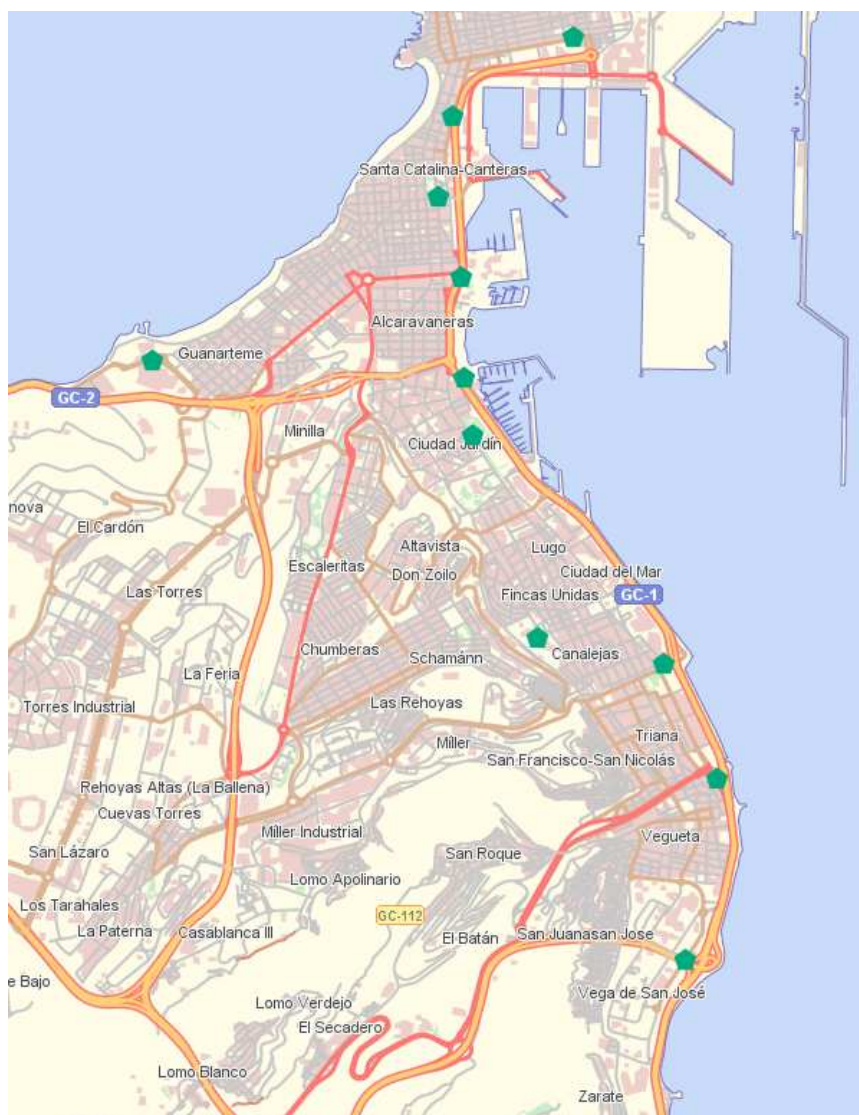 Santa Catalina-Canteras
Alcaravaneras
Guanarteme
GC-2
Minilla
Ciudad Jardín
nova
El Cardón
Altavista
Lugo
Escaleritas
Don Zoilo
Ciudad del Mar
Las Torres
Fincas Unidas
GC-1
Chumberas
Schamánn
Canalejas
La Feria
Las Rehoyas
Torres Industrial
Míller
Triana
San Francisco-San Nicolás
Rehoyas Altas (La Ballena)
Cuevas Torres
Míller Industrial
Vegueta
San Lázaro
San Roque
Lomo Apolinario
Los Tarahales
GC-112
La Paterna
Casablanca III
El Batán
San Juanasan Jose
e Bajo
Vega de San José
Lomo Verdejo
El Secadero
Lomo Blanco
Zarate